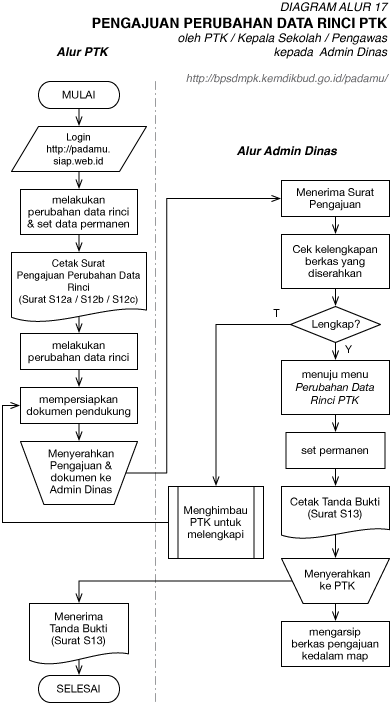 DIAGRAM ALUR 17
PENGAJUAN PERUBAHAN DATA RINCI PTK
oleh PTK / Kepala Sekolah / Pengawas
kepada Admin Dinas
http://bpsdmpk.kemdikbud.go.id/padamu/
Alur PTK
MULAI
Login
http://padamu.
siap.web.id
melakukan
perubahan data rinci
& set data permanen
Cetak Surat
Pengajuan Perubahan Data
Rinci
(Surat S12a / S12b / S12c)
melakukan
perubahan data rinci
mempersiapkan
dokumen pendukung
Menyerahkan
Pengajuan &
dokumen ke
Admin Dinas
Menerima
Tanda Bukti
(Surat S13)
SELESAI
Alur Admin Dinas
Menerima Surat
Pengajuan
Cek kelengkapan
berkas yang
diserahkan
Lengkap?
T
Y
Menghimbau
PTK untuk
melengkapi
menuju menu
Perubahan Data
Rinci PTK
set permanen
Cetak Tanda Bukti
(Surat S13)
Menyerahkan
ke PTK
mengarsip
berkas pengajuan
kedalam map